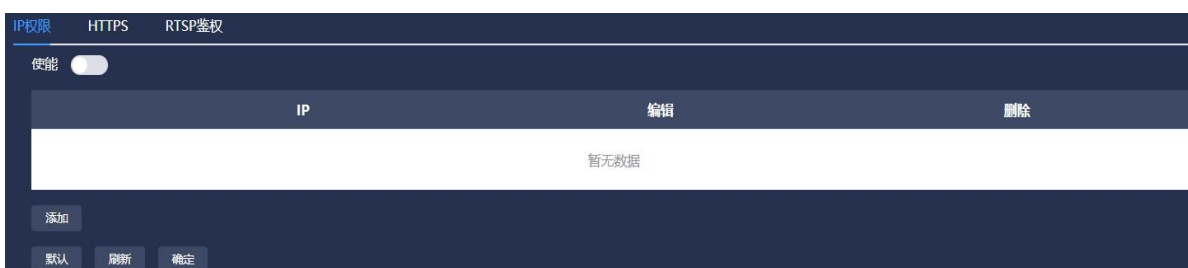 IP权限 HTTPS RTSP鉴权
使能
IP 编辑 删除
暂无数据
添加
默认 刷新 确定